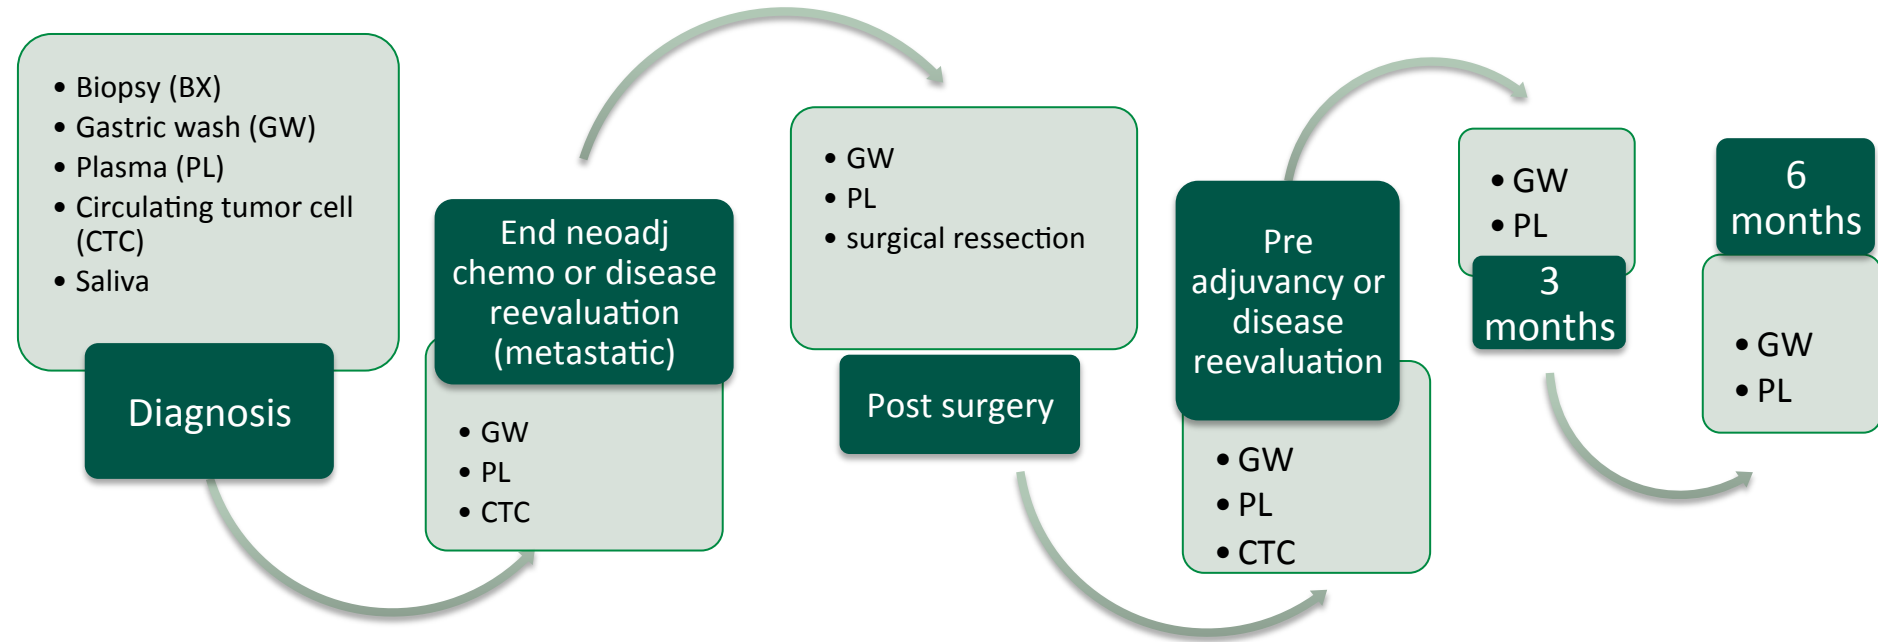 • Biopsy (BX)
• Gastric wash (GW)
• Plasma (PL)
• Circulating tumor cell
(CTC)
• Saliva
Diagnosis
End neoadj
chemo or disease
reevaluation
(metastatic)
• GW
• PL
• CTC
• GW
• PL
• surgical ressection
Post surgery
Pre
adjuvancy or
disease
reevaluation
• GW
• PL
• CTC
• GW
• PL
3
months
6
months
• GW
• PL